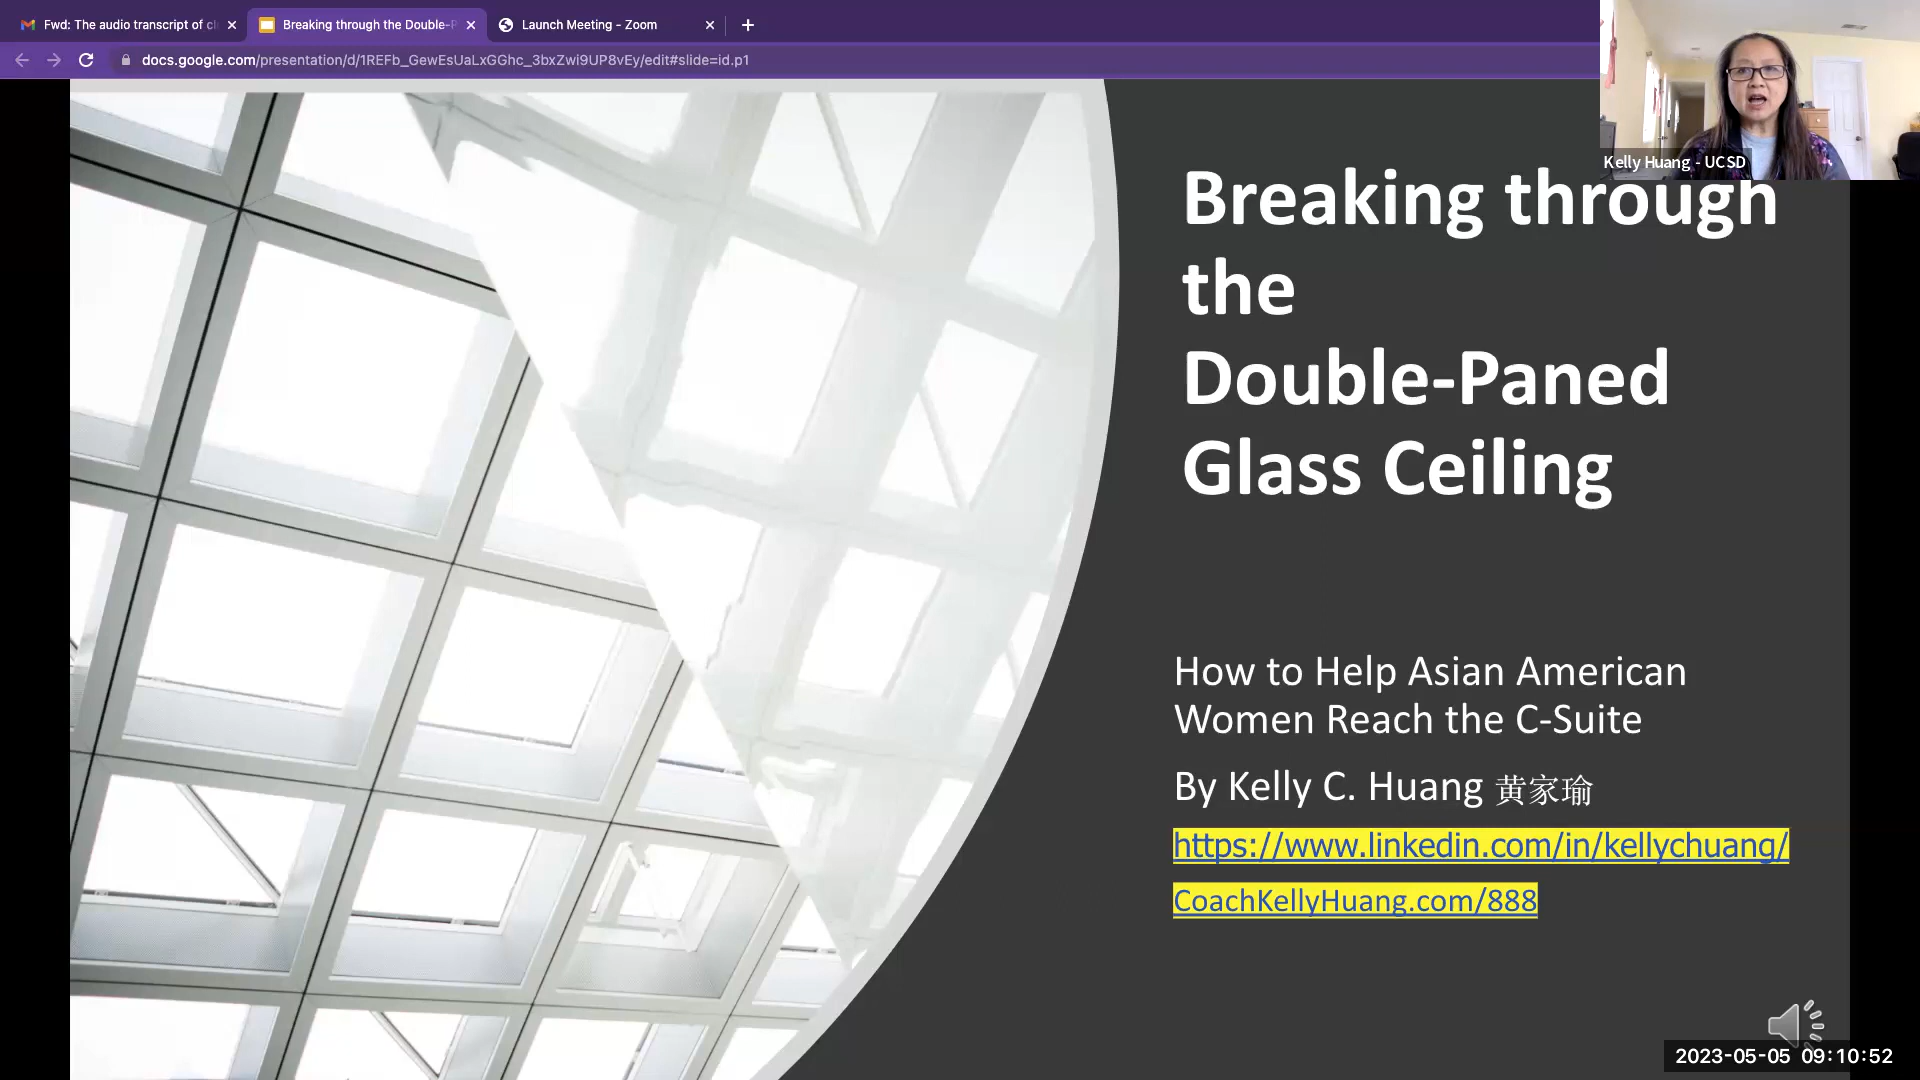 Fwd: The audio transcript of cl
Breaking through the Double-P
Launch Meeting - Zoom
docs.google.com/presentation/d/1REFb_GewEsUaLxGGhc_3bxZwi9UP8vEy/edit#slide=id.p1
Kelly Huang - UCSD
Breaking through
the
Double-Paned
Glass Ceiling
How to Help Asian American
Women Reach the C-Suite
By Kelly C. Huang 黃家瑜
https://www.linkedin.com/in/kellychuang/
CoachKellyHuang.com/888
2023-05-05 09:10:52